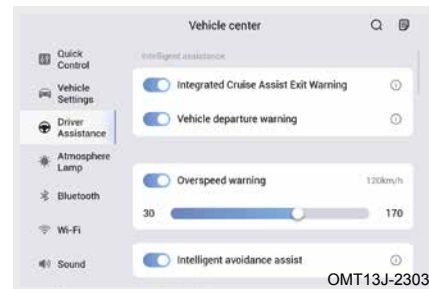 Vehicle center
Quick
Control
Intelligent assistance
Integrated Cruise Assist Exit Warning
Vehicle
Settings
Vehicle departure warning
Driver
Assistance
Atmosphere
Lamp
Overspeed warning 120km/h
Bluetooth
30 170
Wi-Fi
Sound
Intelligent avoidance assist
OMT13J-2303